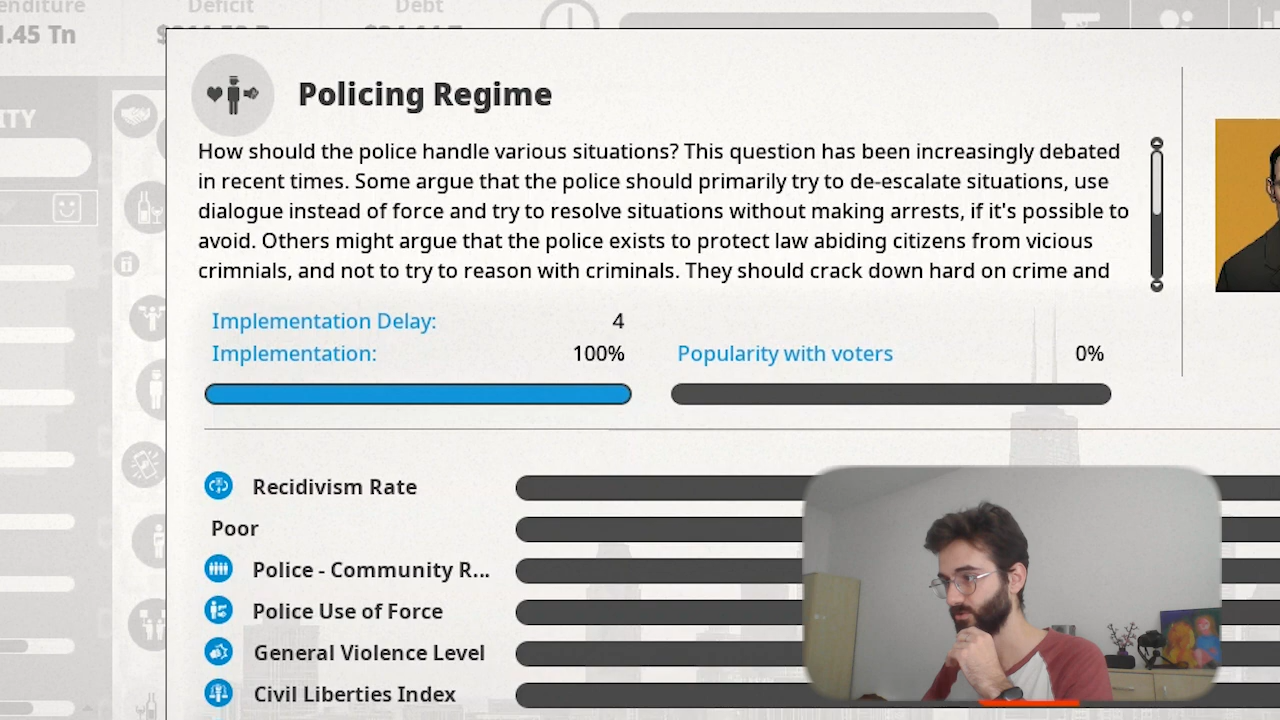 enditure Deficit Debt
1.45 Tn
ITY
Policing Regime
How should the police handle various situations? This question has been increasingly debated
in recent times. Some argue that the police should primarily try to de-escalate situations, use
dialogue instead of force and try to resolve situations without making arrests, if it's possible to
avoid. Others might argue that the police exists to protect law abiding citizens from vicious
crimnials, and not to try to reason with criminals. They should crack down hard on crime and
Implementation Delay: 4
Implementation: 100% Popularity with voters 0%
Recidivism Rate
Poor
Police - Community R...
Police Use of Force
General Violence Level
Civil Liberties Index